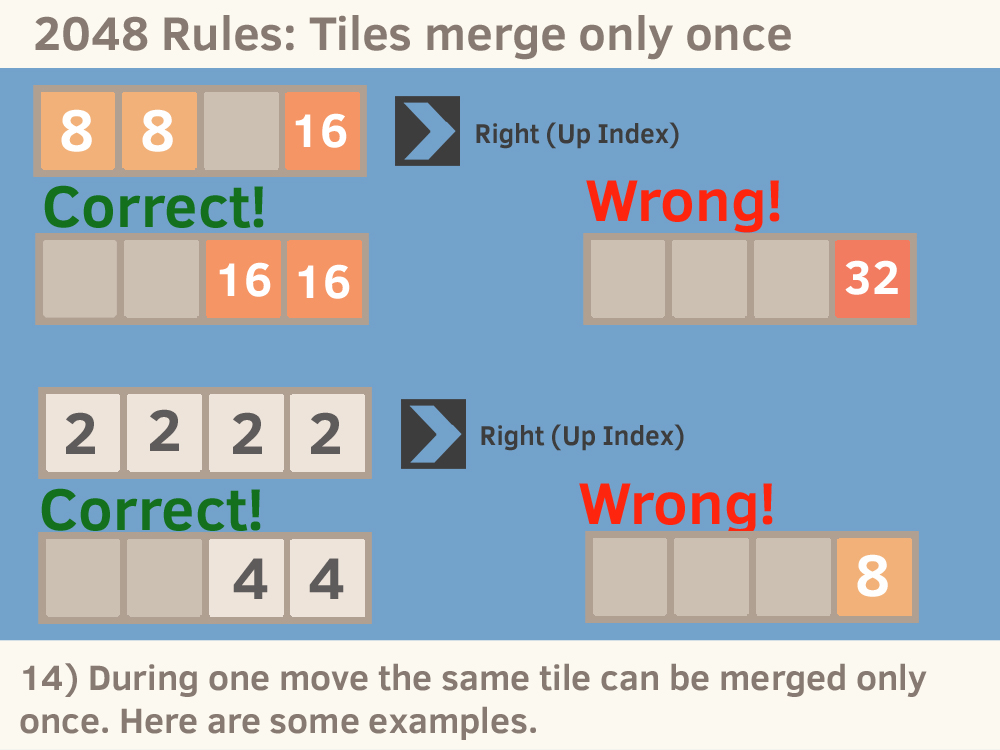 2048 Rules: Tiles merge only once
8 8 16
Right (Up Index)
Correct!
Wrong!
16 16
32
2 2 2 2
Right (Up Index)
Correct!
Wrong!
4 4
8
14) During one move the same tile can be merged only
once. Here are some examples.